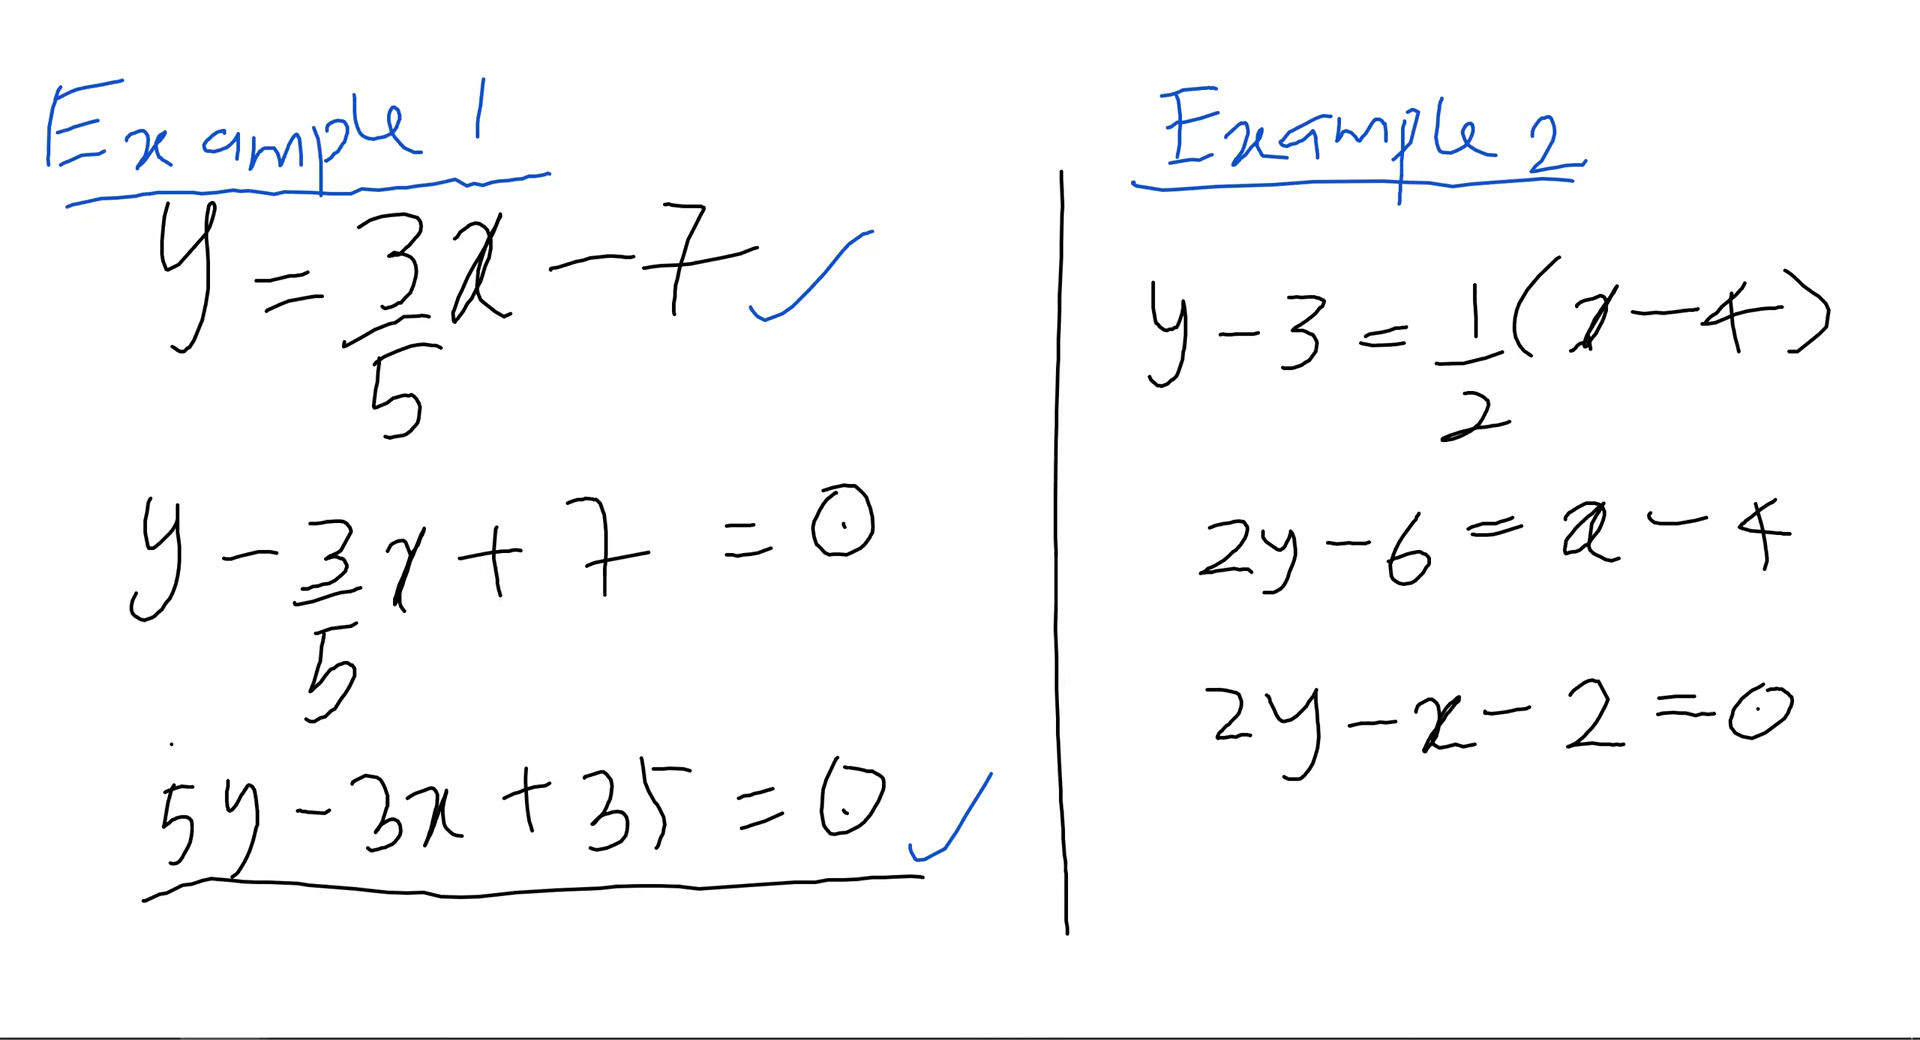 Example 1
y = 3/5 x - 7
y - 3/5 x + 7 = 0
5y - 3x + 35 = 0
Example 2
y - 3 = 1/2 (x - 4)
2y - 6 = x - 4
2y - x - 2 = 0